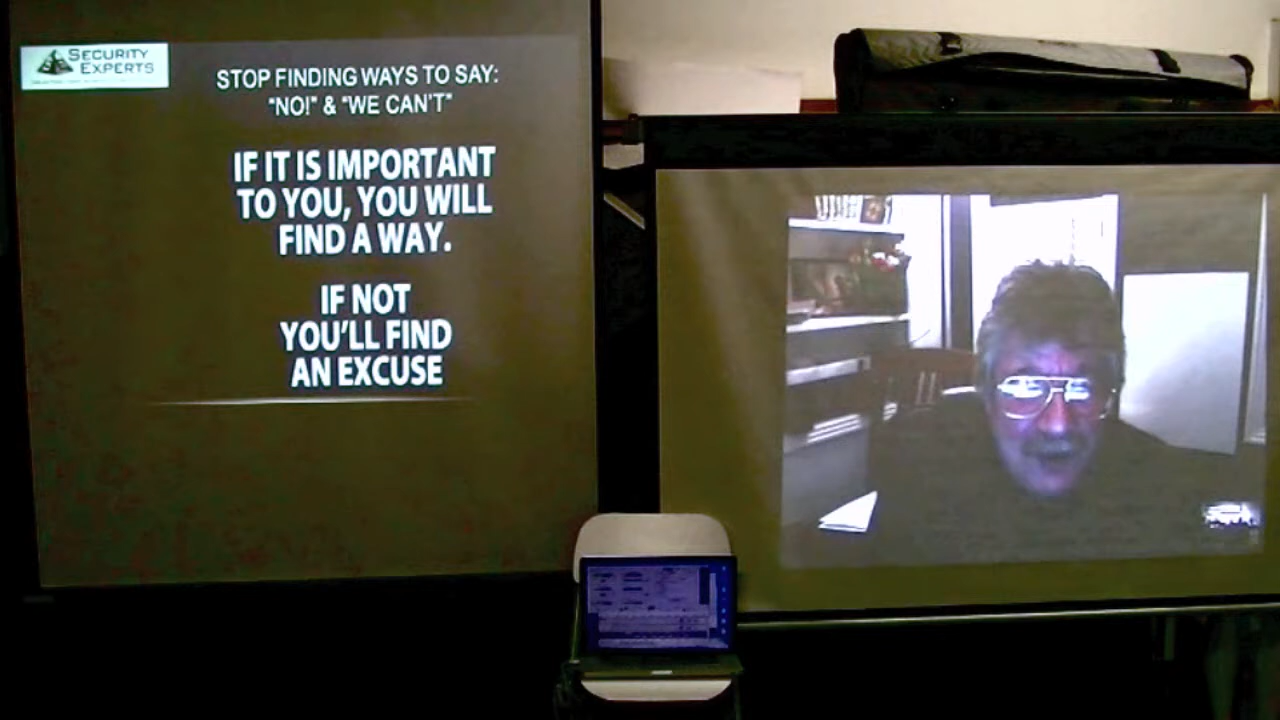 SECURITY
EXPERTS
STOP FINDING WAYS TO SAY:
"NO!" & "WE CAN'T"
IF IT IS IMPORTANT
TO YOU, YOU WILL
FIND A WAY.
IF NOT
YOU'LL FIND
AN EXCUSE